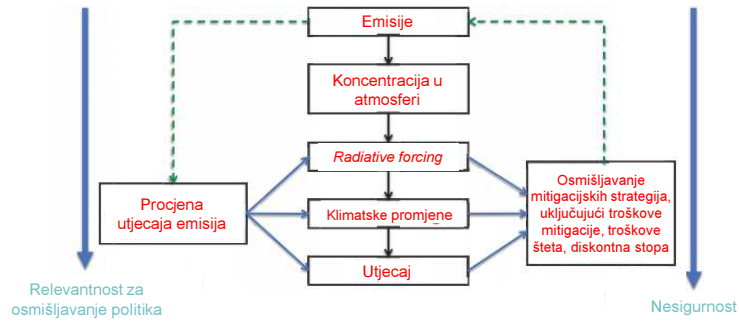 Emisije
Koncentracija u
atmosferi
Radiative forcing
Procjena
utjecaja emisija
Klimatske promjene
Utjecaj
Osmišljavanje
mitigacijskih strategija,
uključujući troškove
mitigacije, troškove
šteta, diskontna stopa
Relevantnost za
osmišljavanje politika
Nesigurnost